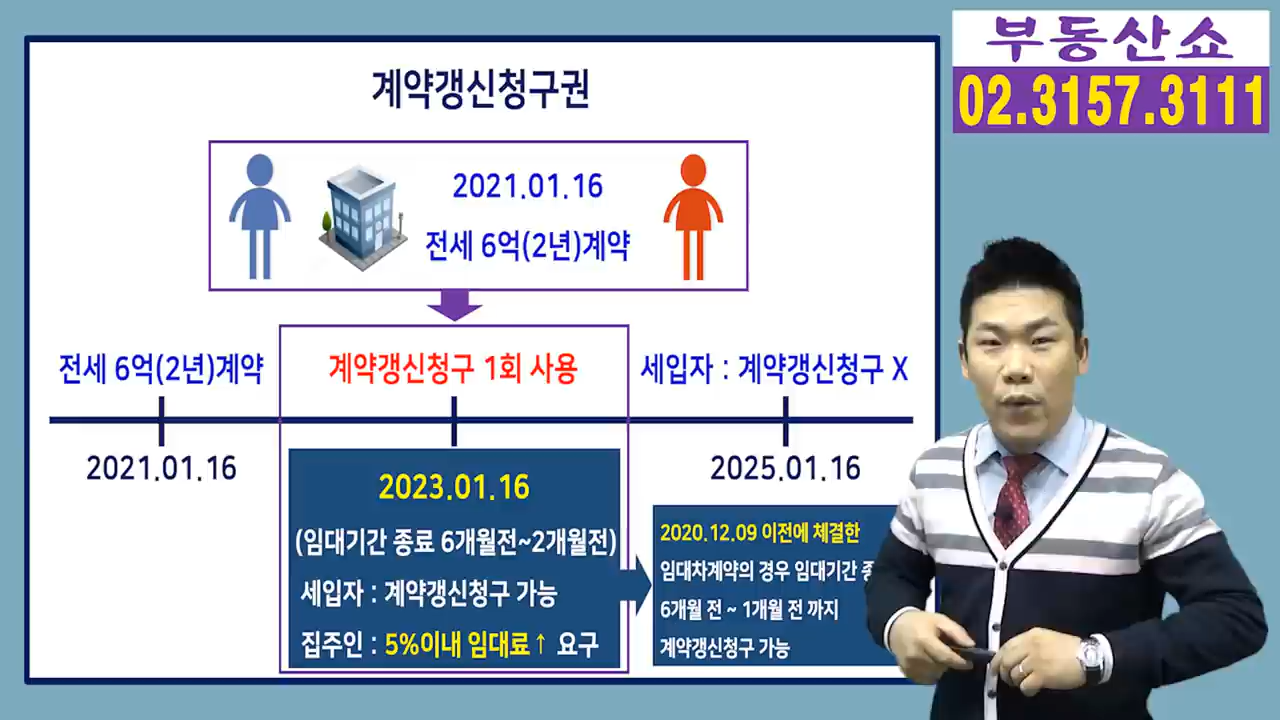 부동산쇼
02.3157.3111
계약갱신청구권
2021.01.16
전세 6억(2년)계약
전세 6억(2년)계약
계약갱신청구 1회 사용
세입자 : 계약갱신청구 X
2021.01.16
2023.01.16
(임대기간 종료 6개월전~2개월전)
세입자 : 계약갱신청구 가능
집주인 : 5%이내 임대료↑ 요구
2025.01.16
2020.12.09 이전에 체결한
임대차계약의 경우 임대기간
6개월 전 ~ 1개월 전 까지
계약갱신청구 가능